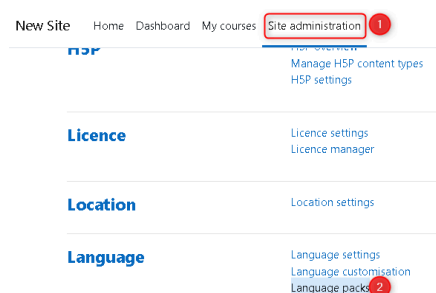 New Site Home Dashboard My courses Site administration 1
H5P
H5P overview
Manage H5P content types
H5P settings
Licence
Licence settings
Licence manager
Location
Location settings
Language
Language settings
Language customisation
Language packs 2